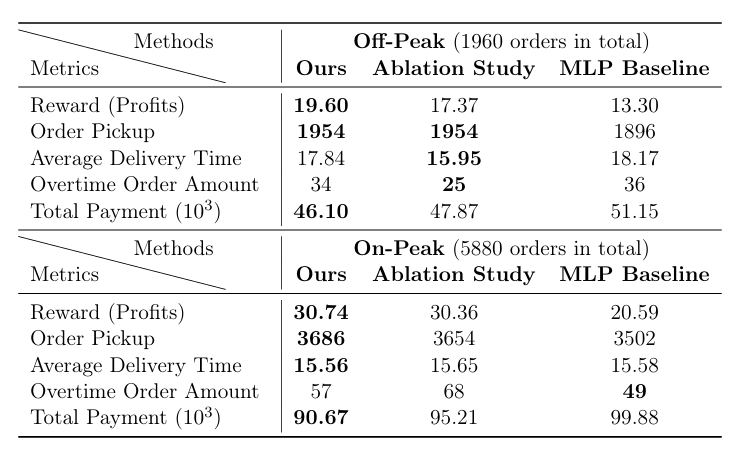 Methods Off-Peak (1960 orders in total)
Metrics Ours Ablation Study MLP Baseline
Reward (Profits) 19.60 17.37 13.30
Order Pickup 1954 1954 1896
Average Delivery Time 17.84 15.95 18.17
Overtime Order Amount 34 25 36
Total Payment (10³) 46.10 47.87 51.15
Methods On-Peak (5880 orders in total)
Metrics Ours Ablation Study MLP Baseline
Reward (Profits) 30.74 30.36 20.59
Order Pickup 3686 3654 3502
Average Delivery Time 15.56 15.65 15.58
Overtime Order Amount 57 68 49
Total Payment (10³) 90.67 95.21 99.88